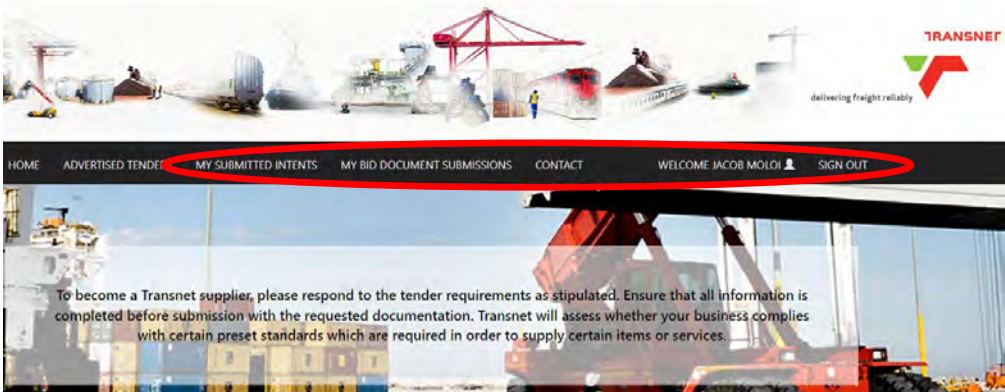 TRANSNET
delivering freight reliably
HOME ADVERTISED TENDE MY SUBMITTED INTENTS MY BID DOCUMENT SUBMISSIONS CONTACT WELCOME JACOB MOLOI SIGN OUT
To become a Transnet supplier, please respond to the tender requirements as stipulated. Ensure that all information is
completed before submission with the requested documentation. Transnet will assess whether your business complies
with certain preset standards which are required in order to supply certain items or services.